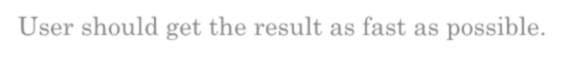 User should get the result as fast as possible.